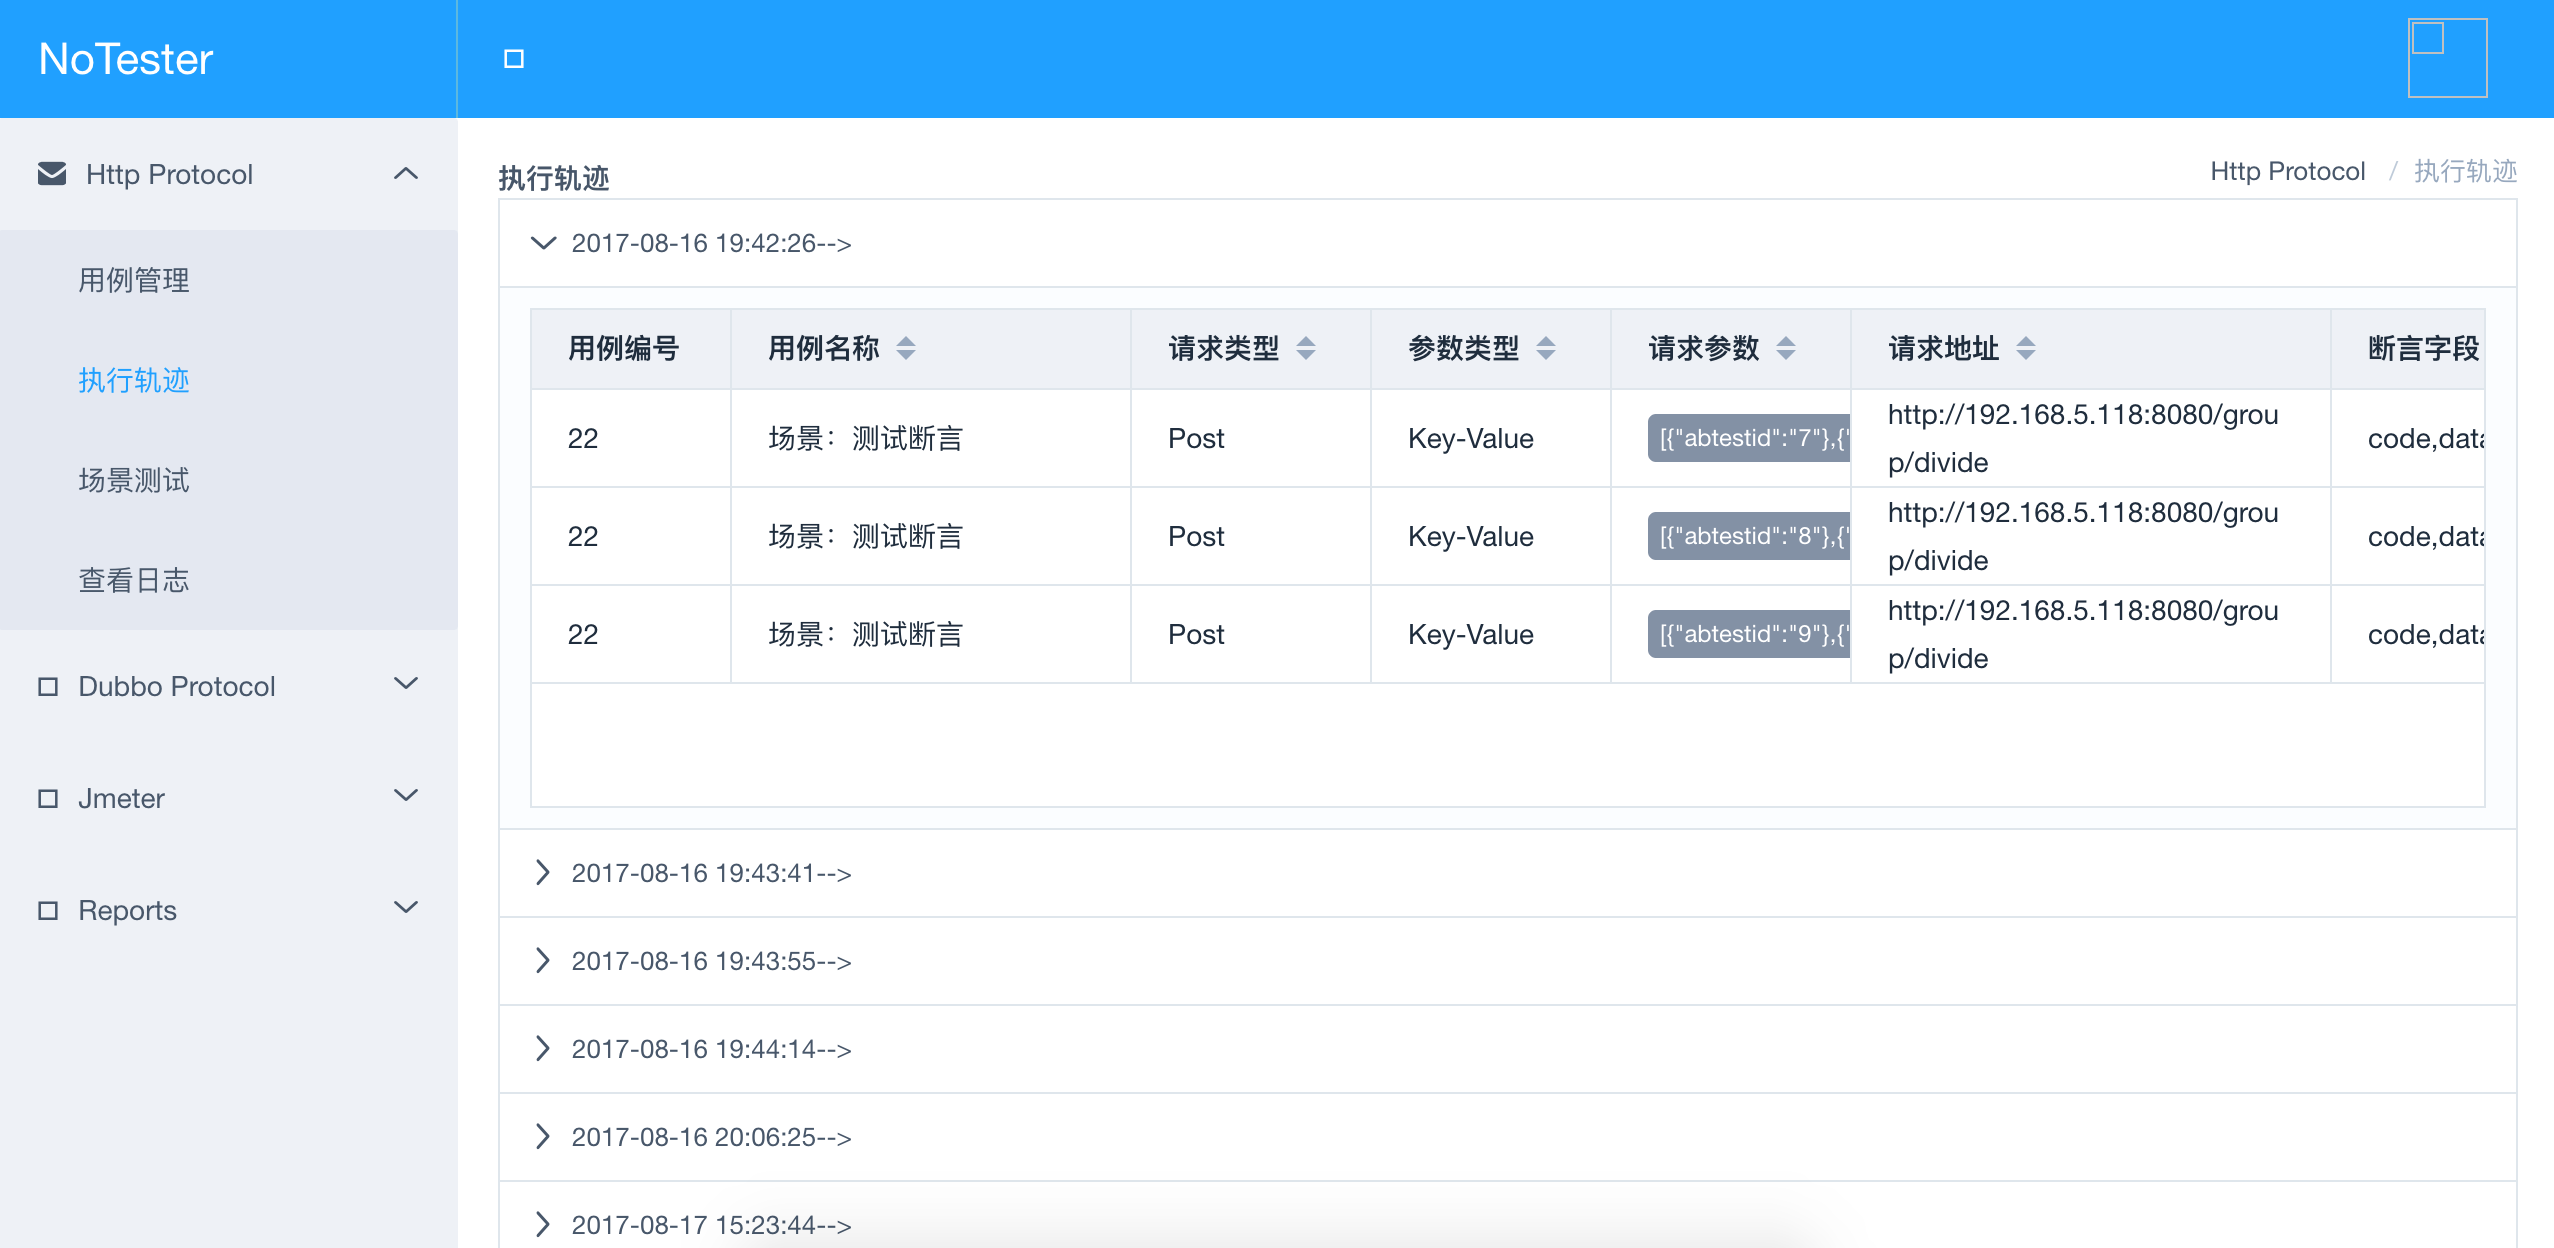 NoTester
Http Protocol
用例管理
执行轨迹
场景测试
查看日志
Dubbo Protocol
Jmeter
Reports
执行轨迹
Http Protocol / 执行轨迹
2017-08-16 19:42:26-->
用例编号 用例名称 请求类型 参数类型 请求参数 请求地址 断言字段
22 场景：测试断言 Post Key-Value [{"abtestid":"7"},{" http://192.168.5.118:8080/grou
p/divide code,data
22 场景：测试断言 Post Key-Value [{"abtestid":"8"},{" http://192.168.5.118:8080/grou
p/divide code,data
22 场景：测试断言 Post Key-Value [{"abtestid":"9"},{" http://192.168.5.118:8080/grou
p/divide code,data
2017-08-16 19:43:41-->
2017-08-16 19:43:55-->
2017-08-16 19:44:14-->
2017-08-16 20:06:25-->
2017-08-17 15:23:44-->